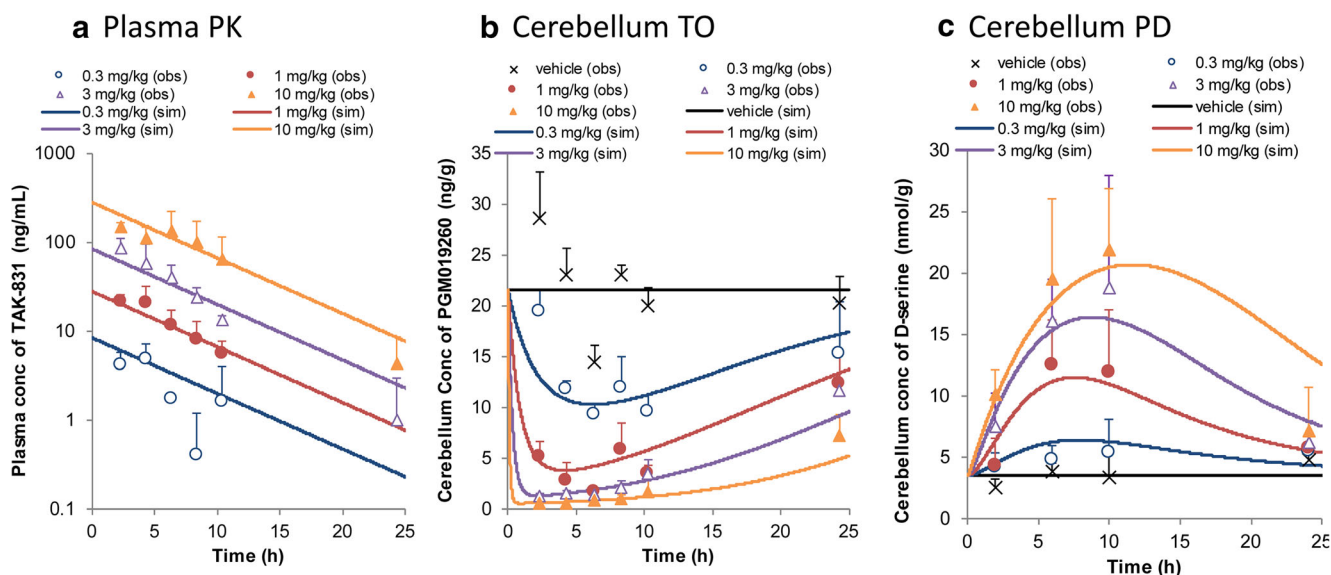 a Plasma PK
0.3 mg/kg (obs) 1 mg/kg (obs)
3 mg/kg (obs) 10 mg/kg (obs)
0.3 mg/kg (sim) 1 mg/kg (sim)
3 mg/kg (sim) 10 mg/kg (sim)
Plasma conc of TAK-831 (ng/mL)
1000
100
10
1
0.1
0 5 10 15 20 25
Time (h)
b Cerebellum TO
vehicle (obs) 0.3 mg/kg (obs)
1 mg/kg (obs) 3 mg/kg (obs)
10 mg/kg (obs) vehicle (sim)
0.3 mg/kg (sim) 1 mg/kg (sim)
3 mg/kg (sim) 10 mg/kg (sim)
Cerebellum Conc of PGM019260 (ng/g)
35
30
25
20
15
10
5
0
0 5 10 15 20 25
Time (h)
c Cerebellum PD
vehicle (obs) 0.3 mg/kg (obs)
1 mg/kg (obs) 3 mg/kg (obs)
10 mg/kg (obs) vehicle (sim)
0.3 mg/kg (sim) 1 mg/kg (sim)
3 mg/kg (sim) 10 mg/kg (sim)
Cerebellum conc of D-serine (nmol/g)
30
25
20
15
10
5
0
0 5 10 15 20 25
Time (h)